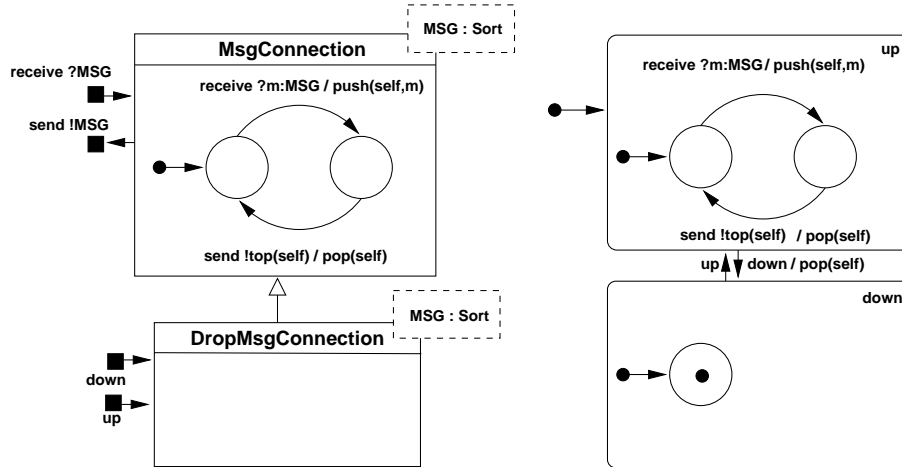 MSG : Sort
MsgConnection
receive ?MSG
send !MSG
receive ?m:MSG / push(self,m)
send !top(self) / pop(self)
MSG : Sort
DropMsgConnection
down
up
up
receive ?m:MSG / push(self,m)
send !top(self) / pop(self)
up
down / pop(self)
down